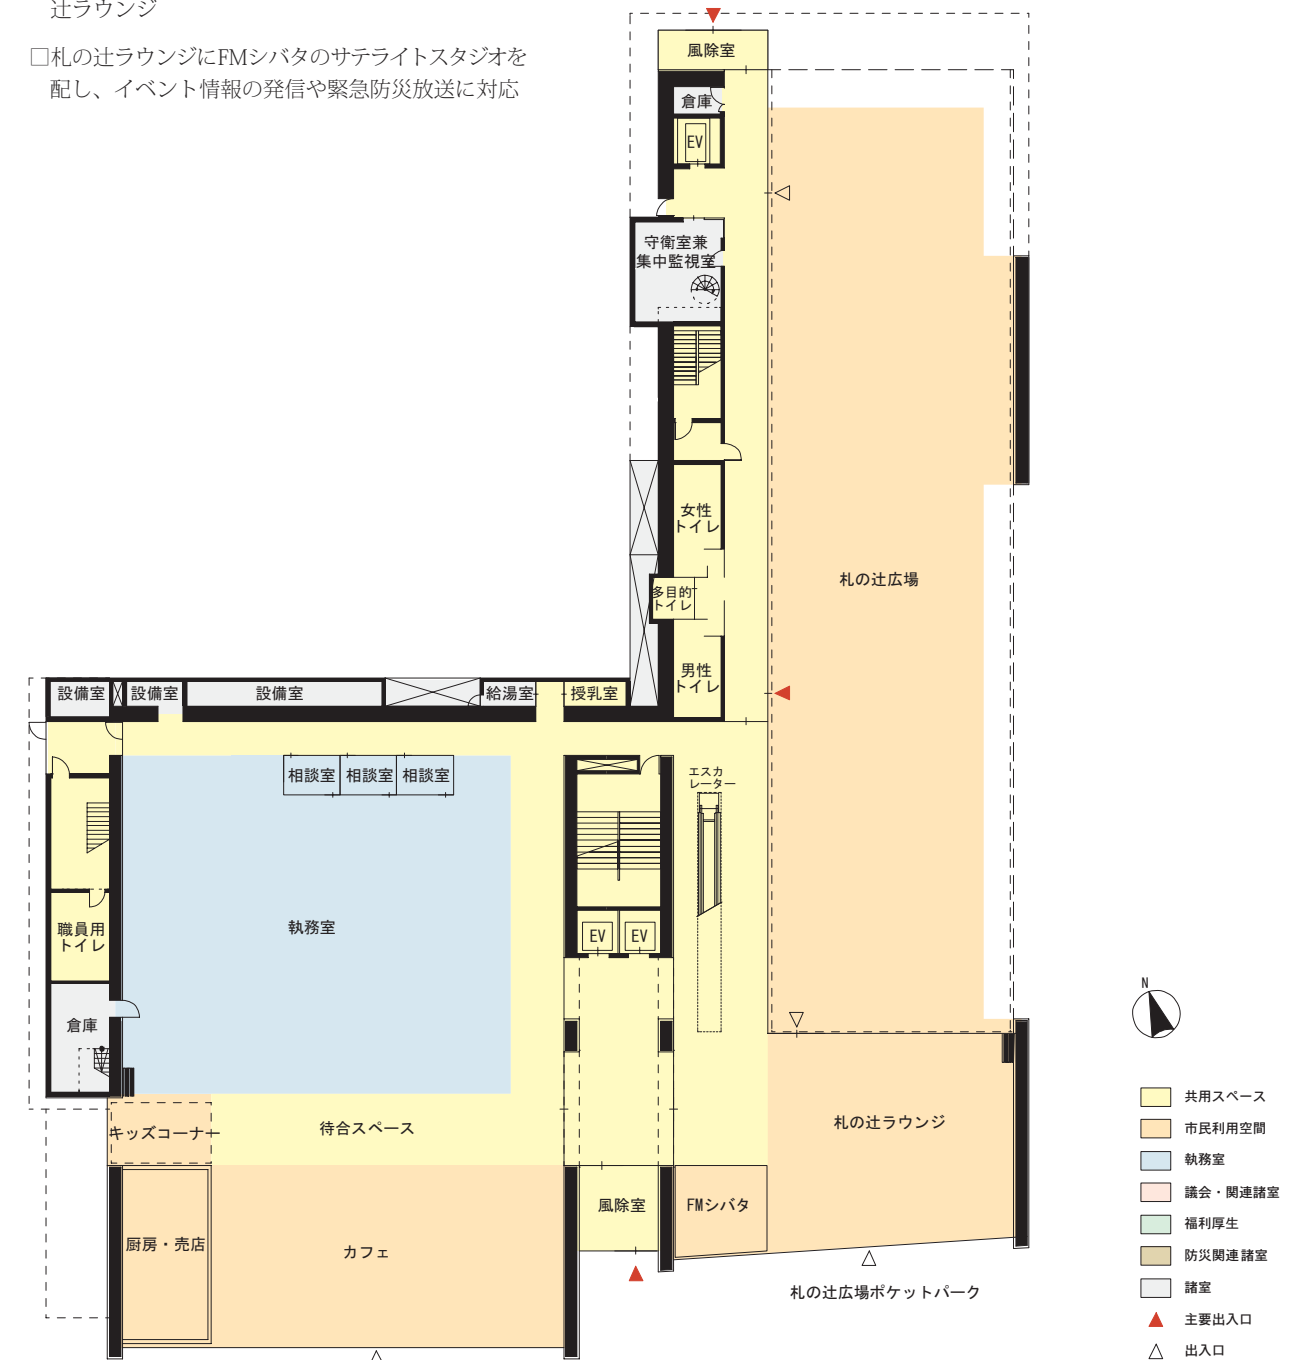 辻ラウンジ
□札の辻ラウンジにFMシバタのサテライトスタジオを
配し、イベント情報の発信や緊急防災放送に対応
風除室
倉庫
EV
守衛室兼
集中監視室
女性
トイレ
多目的
トイレ
男性
トイレ
札の辻広場
設備室
設備室
設備室
給湯室
授乳室
相談室
相談室
相談室
エスカ
レーター
執務室
職員用
トイレ
EV
EV
倉庫
キッズコーナー
待合スペース
札の辻ラウンジ
風除室
FMシバタ
厨房・売店
カフェ
札の辻広場ポケットパーク
N
共用スペース
市民利用空間
執務室
議会・関連諸室
福利厚生
防災関連諸室
諸室
主要出入口
出入口